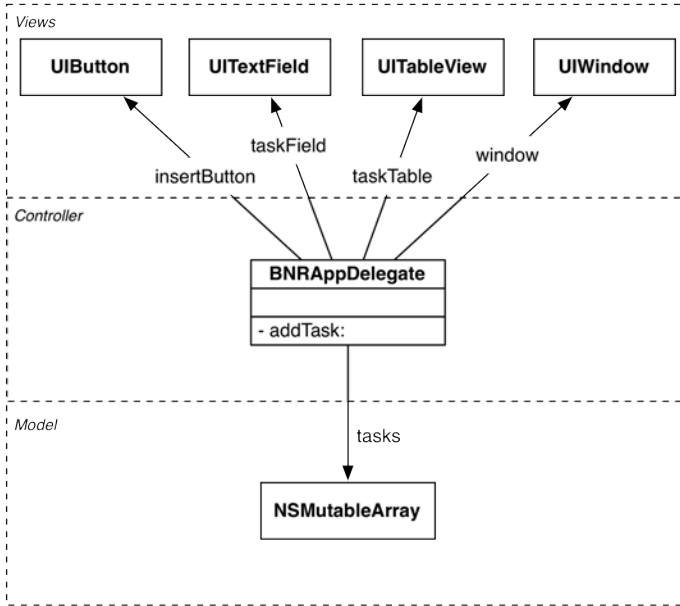 Views
UIButton
UITextField
UITableView
UIWindow
taskField
window
insertButton
taskTable
Controller
BNRAppDelegate
- addTask:
Model
tasks
NSMutableArray